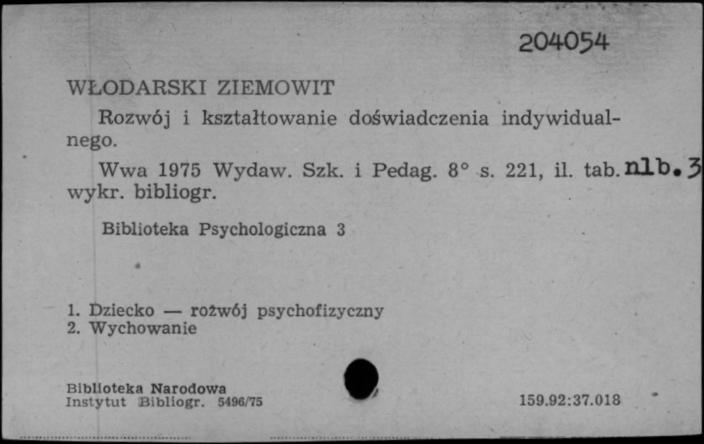 204054
WŁODARSKI ZIEMOWIT
Rozwój i kształtowanie doświadczenia indywidual-
nego.
Wwa 1975 Wydaw. Szk. i Pedag. 8° s. 221, il. tab. nlb. 3
wykr. bibliogr.
Biblioteka Psychologiczna 3
1. Dziecko — rozwój psychofizyczny
2. Wychowanie
Biblioteka Narodowa
Instytut Bibliogr. 5496/75
159.92:37.018